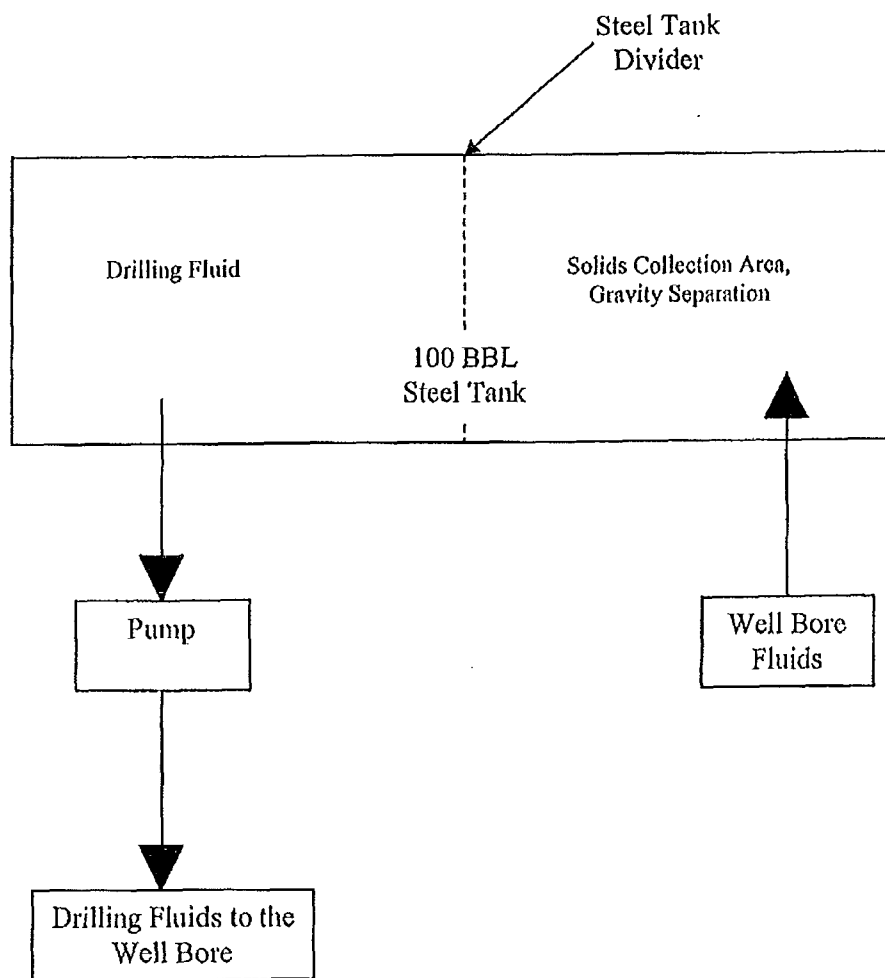 Steel Tank
Divider
Drilling Fluid
Solids Collection Area,
Gravity Separation
100 BBL
Steel Tank
Pump
Well Bore
Fluids
Drilling Fluids to the
Well Bore